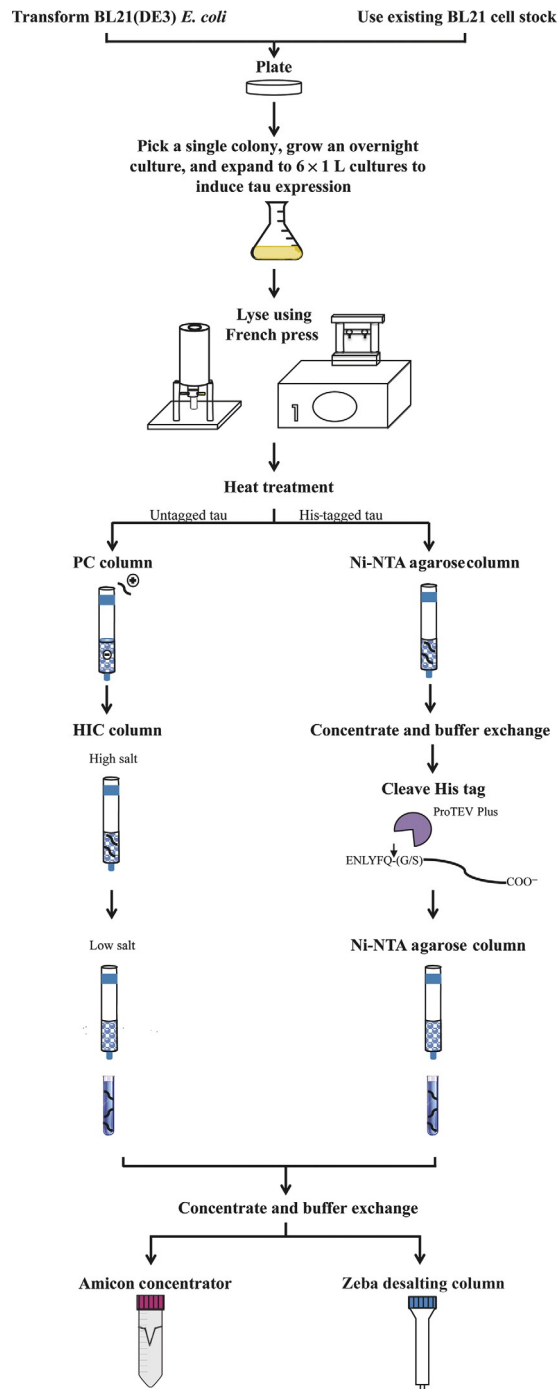 Transform BL21(DE3) E. coli
Use existing BL21 cell stock
Plate
Pick a single colony, grow an overnight
culture, and expand to 6 × 1 L cultures to
induce tau expression
Lyse using
French press
1
Heat treatment
Untagged tau
His-tagged tau
PC column
Ni-NTA agarose column
+
−
HIC column
Concentrate and buffer exchange
High salt
Cleave His tag
ProTEV Plus
ENLYFQ-(G/S)
COO−
Low salt
Ni-NTA agarose column
Concentrate and buffer exchange
Amicon concentrator
Zeba desalting column